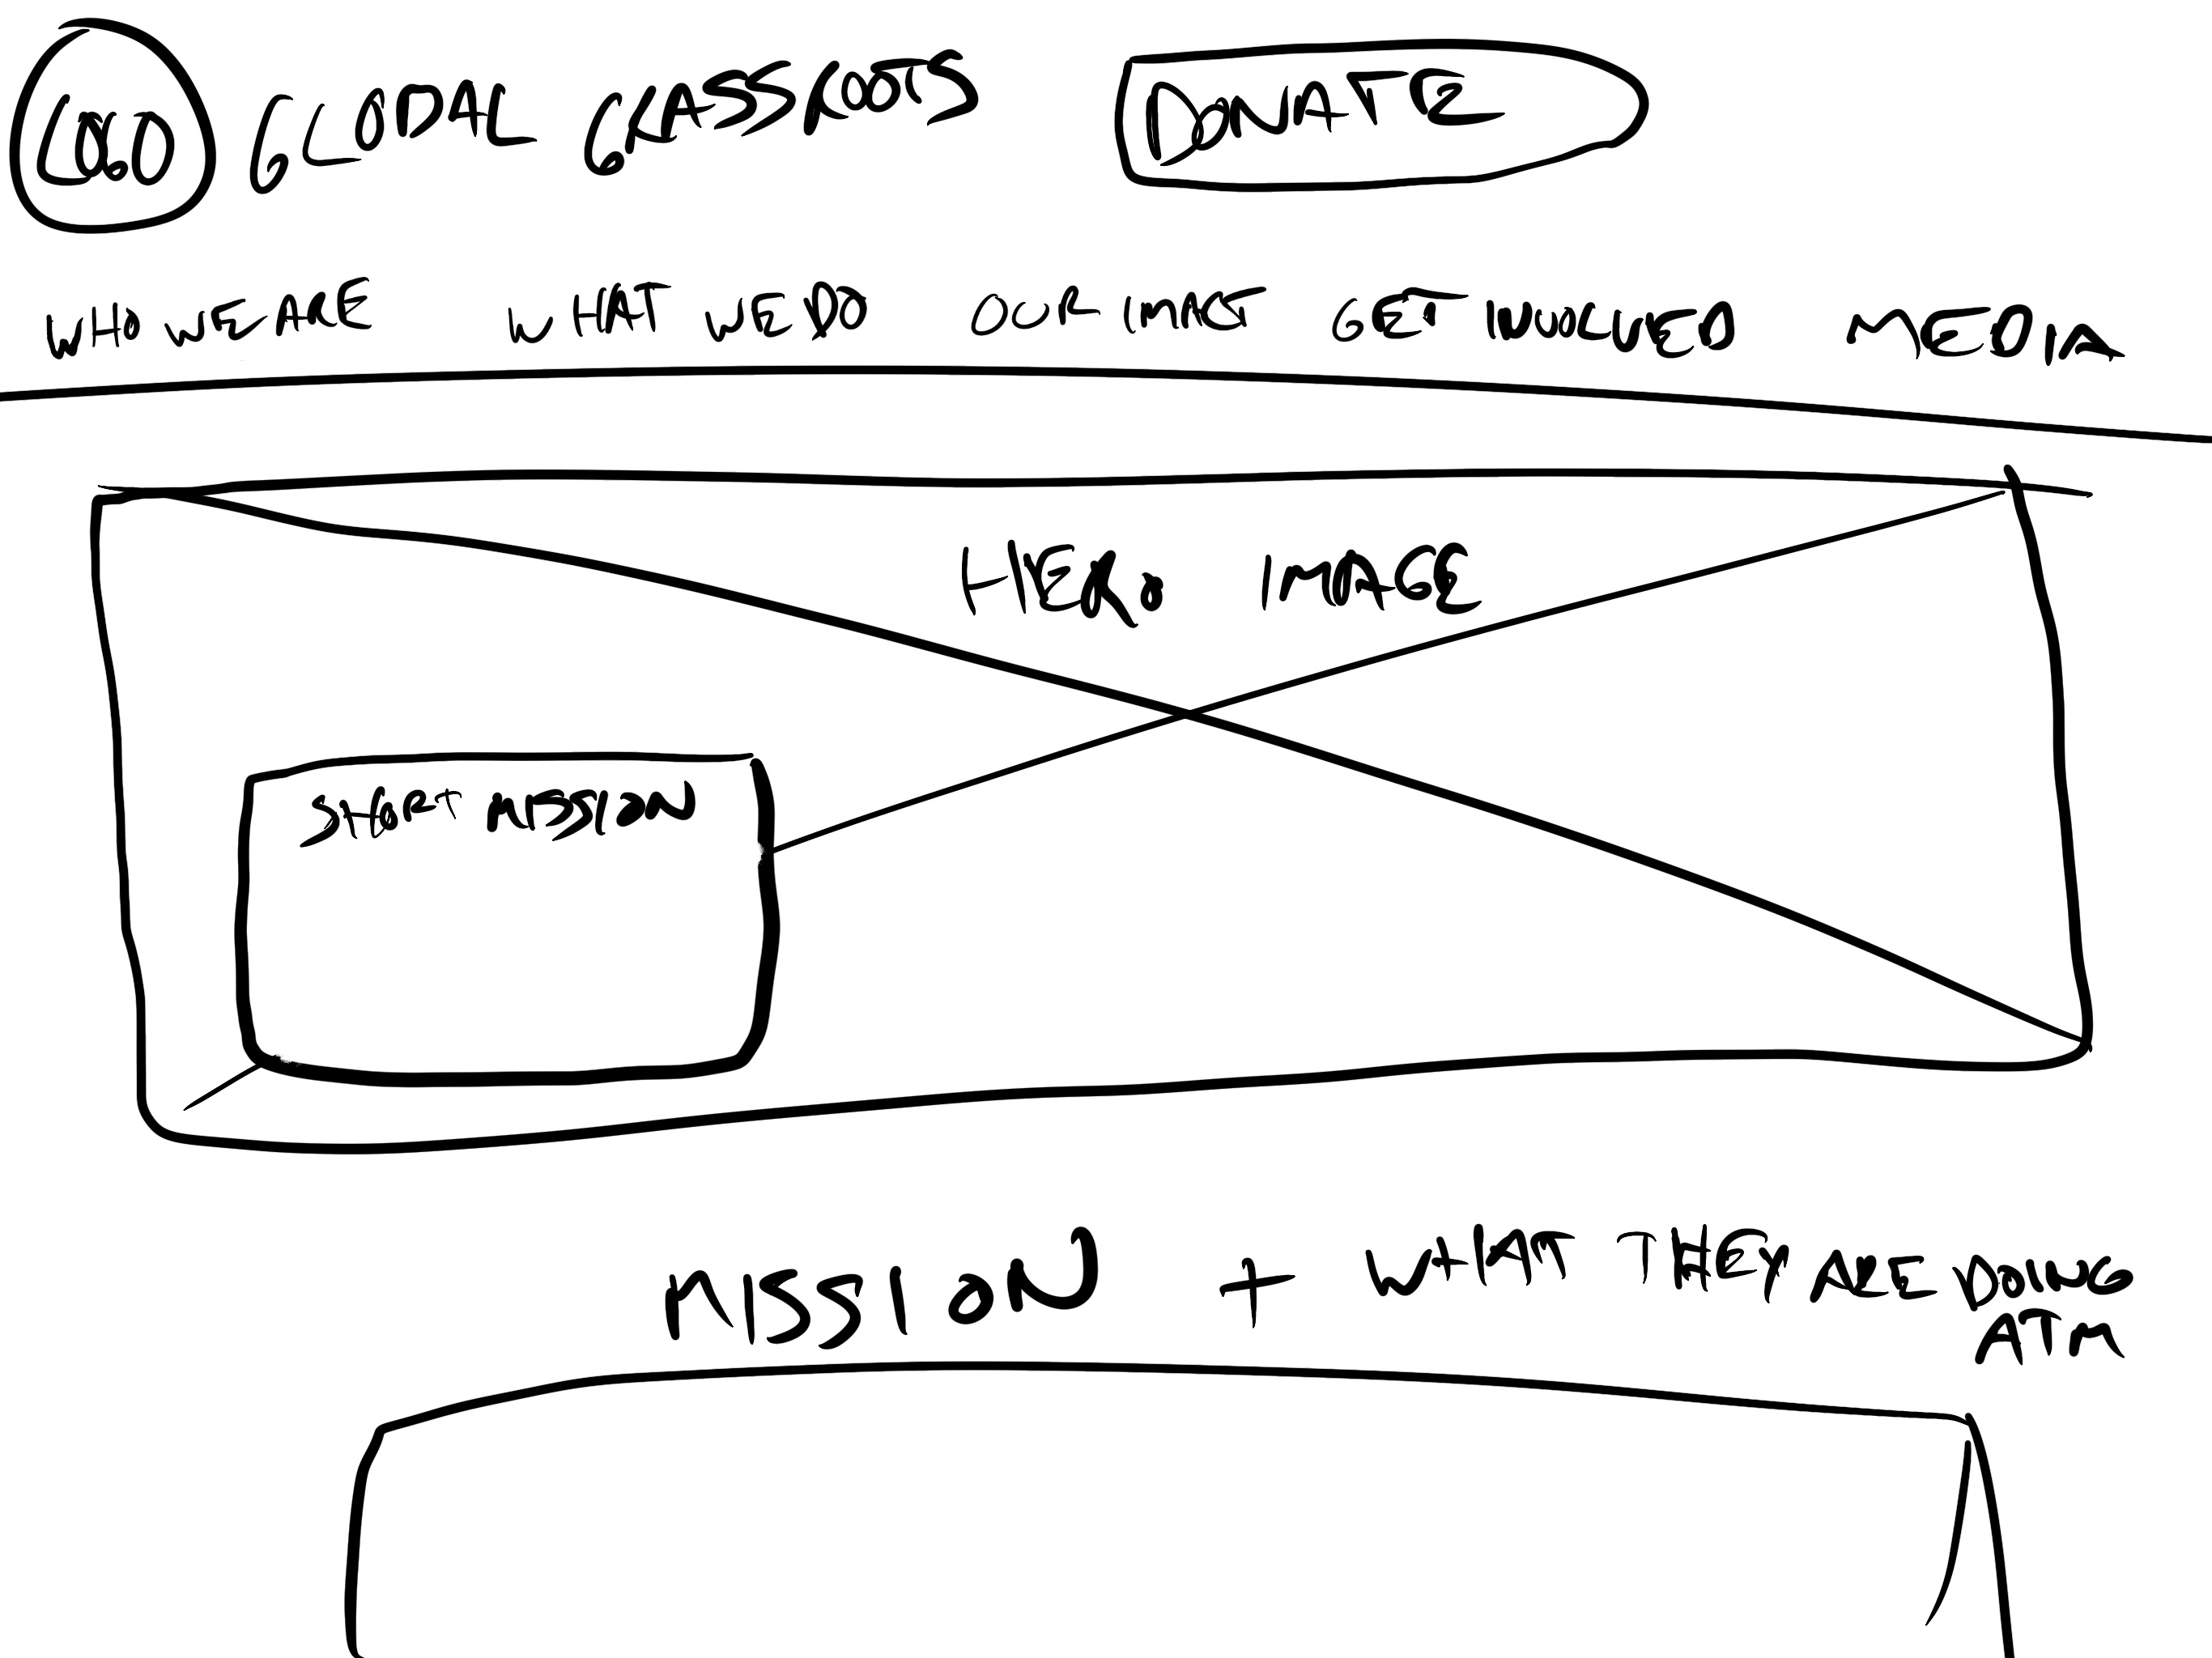 LOGO GLOBAL GRASSROOTS DONATE
WHO WE ARE WHAT WE DO OUR IMAG GET INVOLVED MEDIA
HERO IMAGE
SHORT MISSION
MISSION + WHAT THEY ARE DOING
ATM